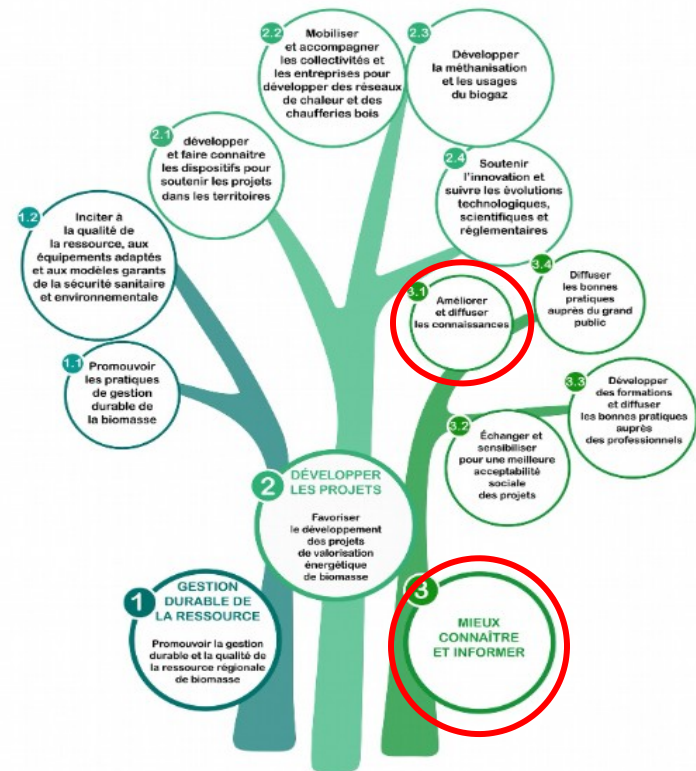 2.2
Mobiliser
et accompagner
les collectivités et
les entreprises pour
développer des réseaux
de chaleur et des
chaufferies bois
2.3
Développer
la méthanisation
et les usages
du biogaz
2.1
développer
et faire connaitre
les dispositifs pour
soutenir les projets
dans les territoires
2.4
Soutenir
l'innovation et
suivre les évolutions
technologiques,
scientifiques et
règlementaires
1.2
Inciter à
la qualité de
la ressource, aux
équipements adaptés
et aux modèles garants
de la sécurité sanitaire
et environnementale
3.1
Améliorer
et diffuser
les connaissances
3.4
Diffuser
les bonnes
pratiques
auprès du grand
public
1.1
Promouvoir
les pratiques
de gestion
durable de
la biomasse
3.3
Développer
des formations
et diffuser
les bonnes pratiques
auprès
des professionnels
3.2
Échanger et
sensibiliser
pour une meilleure
acceptabilité
sociale
des projets
2
DÉVELOPPER
LES PROJETS
Favoriser
le développement
des projets
de valorisation
énergétique
de biomasse
1
GESTION
DURABLE DE
LA RESSOURCE
Promouvoir la gestion
durable et la qualité de
la ressource régionale
de biomasse
3
MIEUX
CONNAÎTRE
ET INFORMER